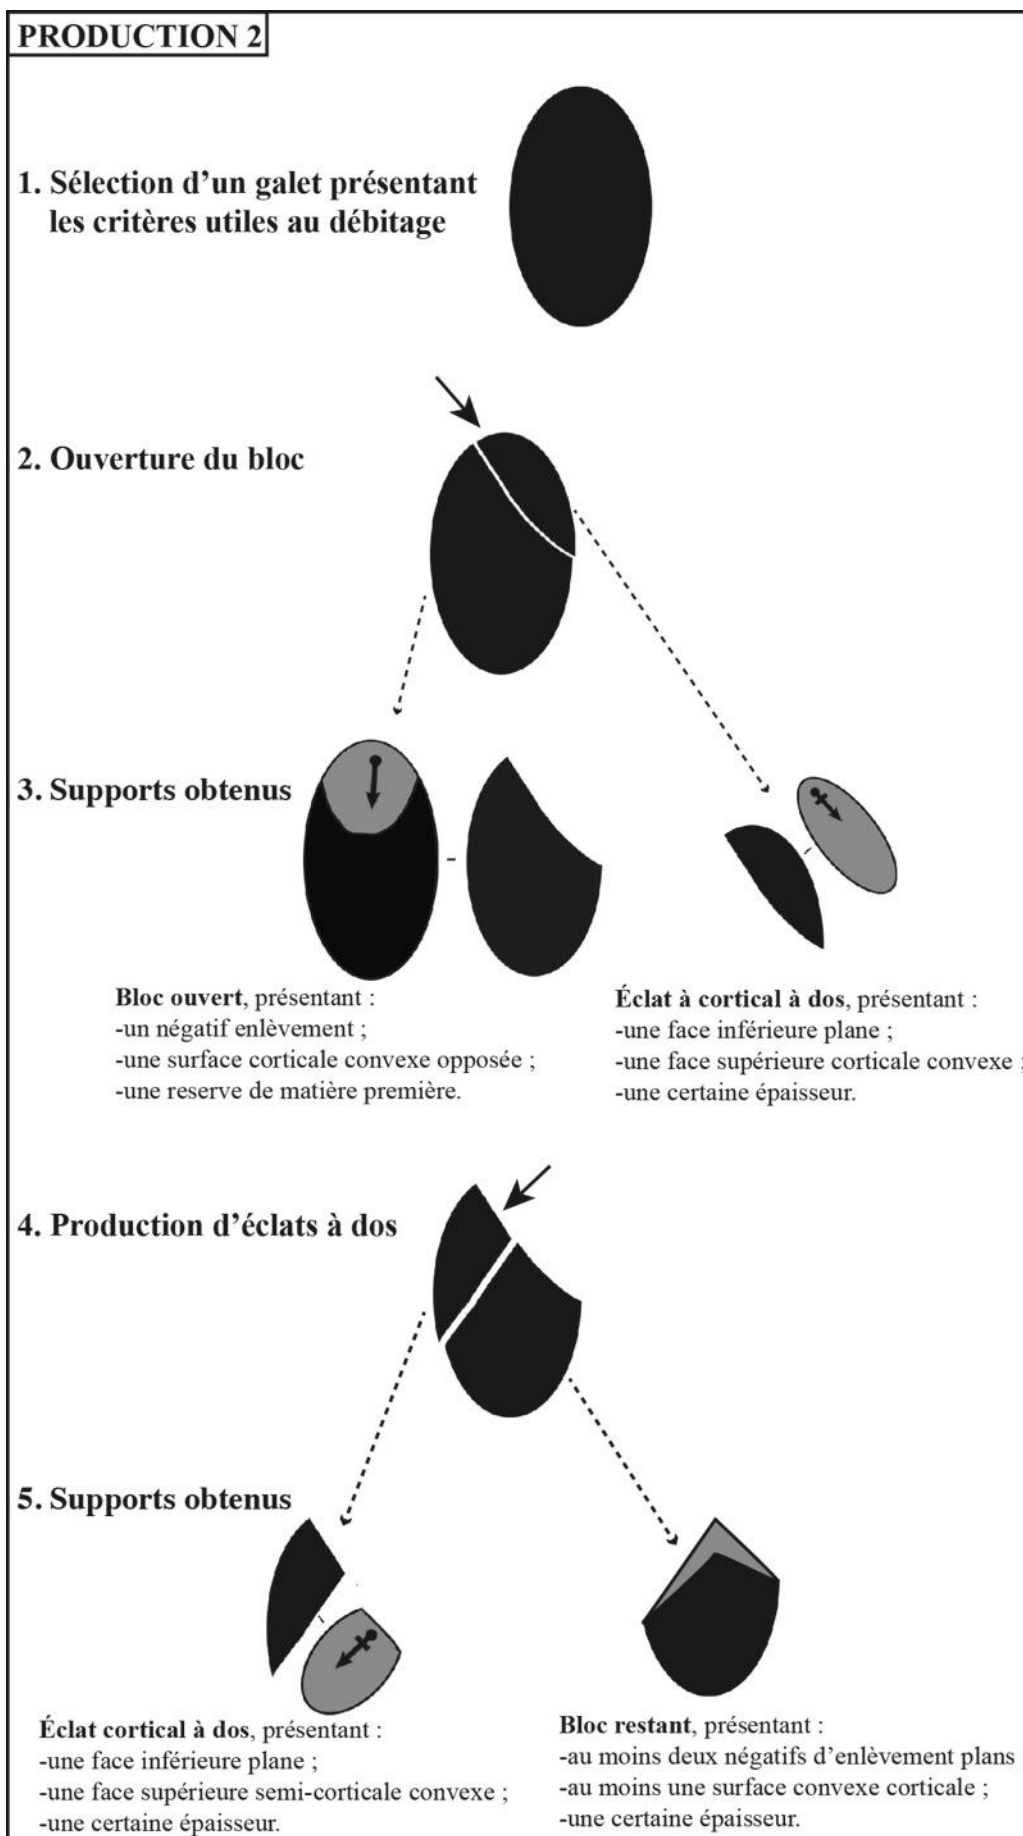 PRODUCTION 2
1. Sélection d'un galet présentant
les critères utiles au débitage
2. Ouverture du bloc
3. Supports obtenus
Bloc ouvert, présentant :
-un négatif enlèvement ;
-une surface corticale convexe opposée ;
-une reserve de matière première.
Éclat à cortical à dos, présentant :
-une face inférieure plane ;
-une face supérieure corticale convexe ;
-une certaine épaisseur.
4. Production d'éclats à dos
5. Supports obtenus
Éclat cortical à dos, présentant :
-une face inférieure plane ;
-une face supérieure semi-corticale convexe ;
-une certaine épaisseur.
Bloc restant, présentant :
-au moins deux négatifs d'enlèvement plans
-au moins une surface convexe corticale ;
-une certaine épaisseur.